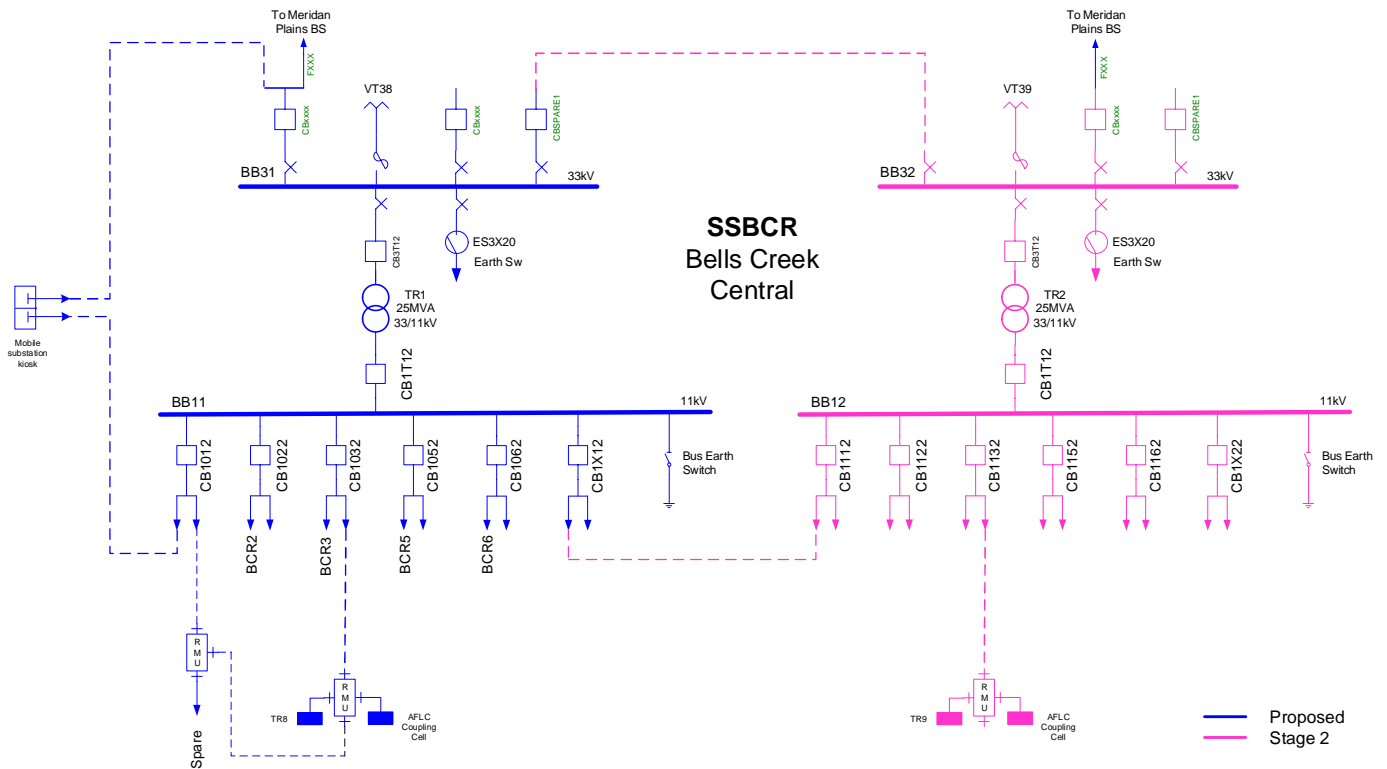 To Meridan
Plains BS
FXXX
CBxxxx
VT38
CBxxxx
CBSPARE1
BB31
33kV
CB3T12
ES3X20
Earth Sw
TR1
25MVA
33/11kV
CB1T12
Mobile
substation
kiosk
BB11
11kV
CB1012
CB1022
CB1032
CB1052
CB1062
CB1X12
Bus Earth
Switch
BCR2
BCR3
BCR5
BCR6
RMU
Spare
RMU
TR8
AFLC
Coupling
Cell
SSBCR
Bells Creek
Central
To Meridan
Plains BS
FXXX
VT39
CBxxxx
CBSPARE1
BB32
33kV
CB3T12
ES3X20
Earth Sw
TR2
25MVA
33/11kV
CB1T12
BB12
11kV
CB1112
CB1122
CB1132
CB1152
CB1162
CB1X22
Bus Earth
Switch
RMU
TR9
AFLC
Coupling
Cell
Proposed
Stage 2